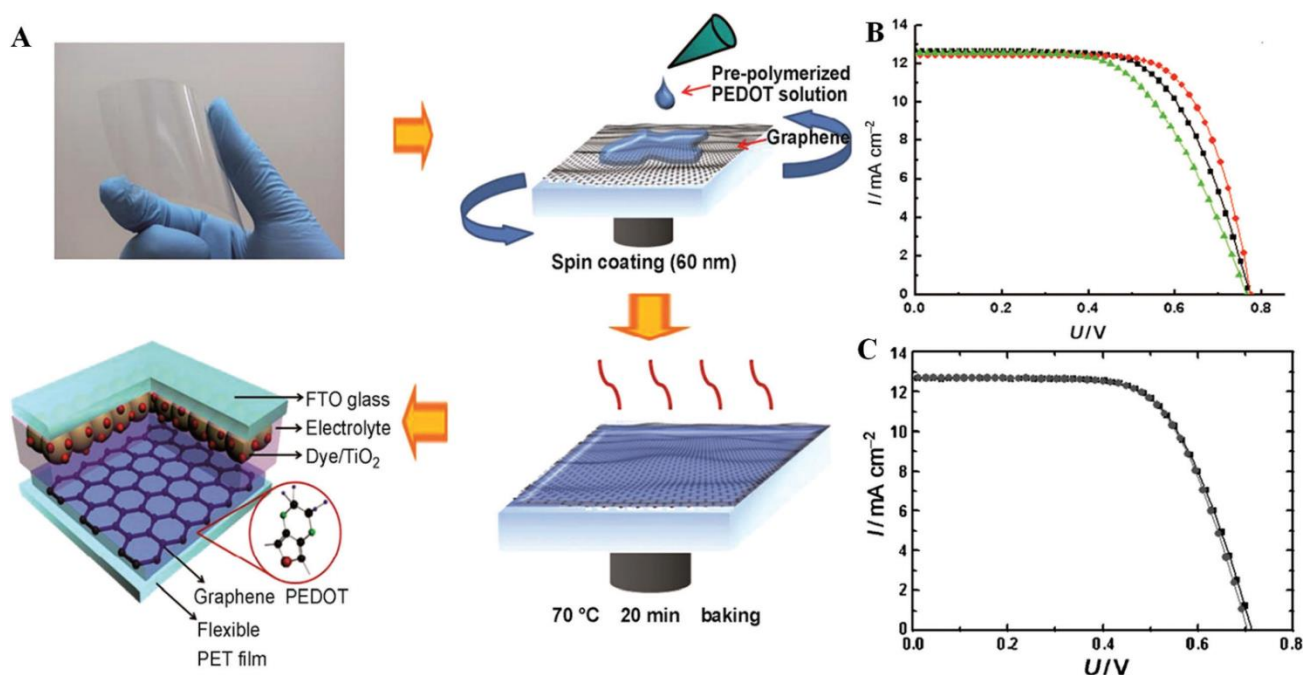 A
Pre-polymerized
PEDOT solution
Graphene
Spin coating (60 nm)
70 °C 20 min baking
FTO glass
Electrolyte
Dye/TiO₂
Graphene PEDOT
Flexible
PET film
B
14
12
10
8
6
4
2
0
I / mA cm⁻²
0.0 0.2 0.4 0.6 0.8
U/V
C
14
12
10
8
6
4
2
0
I / mA cm⁻²
0.0 0.2 0.4 0.6 0.8
U/V